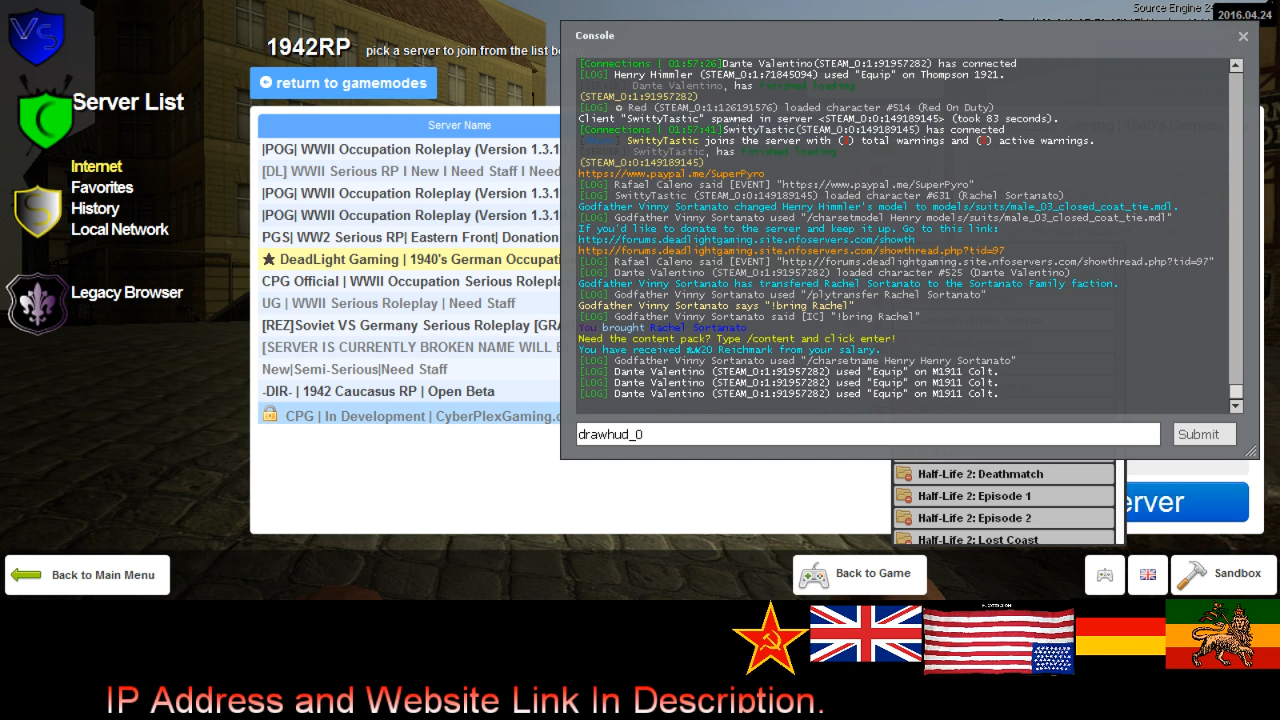 Source Engine 24
2016.04.24
VS
1942RP
pick a server to join from the list be
return to gamemodes
Server List
Internet
Favorites
History
Local Network
Legacy Browser
Server Name
|POG| WWII Occupation Roleplay (Version 1.3.1
[DL] WWII Serious RP I New I Need Staff I Need
|POG| WWII Occupation Roleplay (Version 1.3.1
|POG| WWII Occupation Roleplay (Version 1.3.1
PGS| WW2 Serious RP| Eastern Front| Donation
DeadLight Gaming | 1940's German Occupati
CPG Official | WWII Occupation Serious Rolepla
UG | WWII Serious Roleplay | Need Staff
[REZ]Soviet VS Germany Serious Roleplay [GRA
[SERVER IS CURRENTLY BROKEN NAME WILL B
New|Semi-Serious|Need Staff
-DIR- | 1942 Caucasus RP | Open Beta
CPG | In Development | CyberPlexGaming.c
Console
[Connections | 01:57:26]Dante Valentino(STEAM_0:1:91957282) has connected
[LOG] Henry Himmler (STEAM_0:1:71845094) used "Equip" on Thompson 1921.
Dante Valentino, has Finished loading
(STEAM_0:1:91957282)
[LOG] Red (STEAM_0:1:126191576) loaded character #514 (Red On Duty)
Client "SwittyTastic" spawned in server <STEAM_0:0:149189145> (took 83 seconds).
[Connections | 01:57:41]SwittyTastic(STEAM_0:0:149189145) has connected
SwittyTastic joins the server with (0) total warnings and (0) active warnings.
SwittyTastic, has Finished loading
(STEAM_0:0:149189145)
https://www.paypal.me/SuperPyro
[LOG] Rafael Caleno said [EVENT] "https://www.paypal.me/SuperPyro"
[LOG] SwittyTastic (STEAM_0:0:149189145) loaded character #631 (Rachel Sortanato)
Godfather Vinny Sortanato changed Henry Himmler's model to models/suits/male_03_closed_coat_tie.mdl.
[LOG] Godfather Vinny Sortanato used "/charsetmodel Henry models/suits/male_03_closed_coat_tie.mdl"
If you'd like to donate to the server and keep it up. Go to this link:
http://forums.deadlightgaming.site.nfoservers.com/showth
http://forums.deadlightgaming.site.nfoservers.com/showthread.php?tid=97
[LOG] Rafael Caleno said [EVENT] "http://forums.deadlightgaming.site.nfoservers.com/showthread.php?tid=97"
[LOG] Dante Valentino (STEAM_0:1:91957282) loaded character #525 (Dante Valentino)
Godfather Vinny Sortanato has transfered Rachel Sortanato to the Sortanato Family faction.
[LOG] Godfather Vinny Sortanato used "/plytransfer Rachel Sortanato"
Godfather Vinny Sortanato says "!bring Rachel"
[LOG] Godfather Vinny Sortanato said [IC] "!bring Rachel"
You brought Rachel Sortanato
Need the content pack? Type /content and click enter!
You have received ℛℳ20 Reichmark from your salary.
[LOG] Godfather Vinny Sortanato used "/charsetname Henry Henry Sortanato"
[LOG] Dante Valentino (STEAM_0:1:91957282) used "Equip" on M1911 Colt.
[LOG] Dante Valentino (STEAM_0:1:91957282) used "Equip" on M1911 Colt.
[LOG] Dante Valentino (STEAM_0:1:91957282) used "Equip" on M1911 Colt.
drawhud_0
Submit
Half-Life 2: Deathmatch
Half-Life 2: Episode 1
Half-Life 2: Episode 2
Half-Life 2: Lost Coast
erver
Back to Main Menu
Back to Game
Sandbox
IP Address and Website Link In Description.